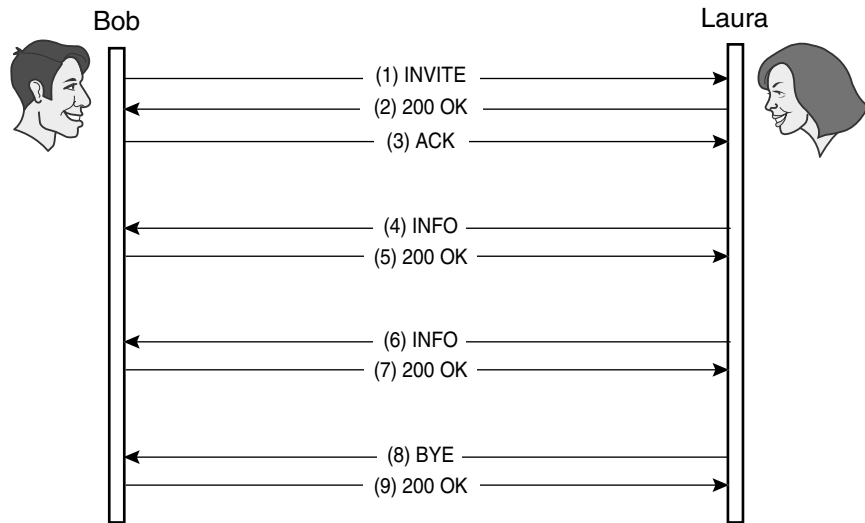 Bob
Laura
(1) INVITE
(2) 200 OK
(3) ACK
(4) INFO
(5) 200 OK
(6) INFO
(7) 200 OK
(8) BYE
(9) 200 OK